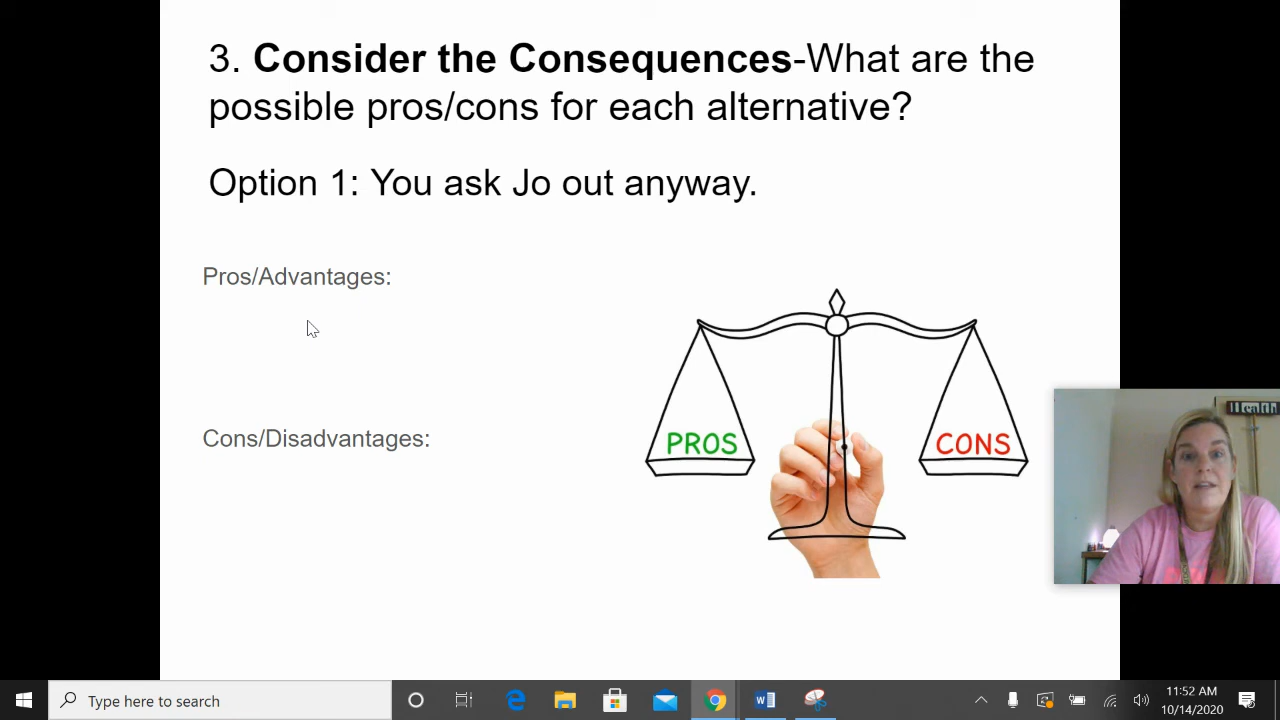 3. Consider the Consequences-What are the
possible pros/cons for each alternative?
Option 1: You ask Jo out anyway.
Pros/Advantages:
Cons/Disadvantages:
PROS
CONS
Health
Type here to search
11:52 AM
10/14/2020